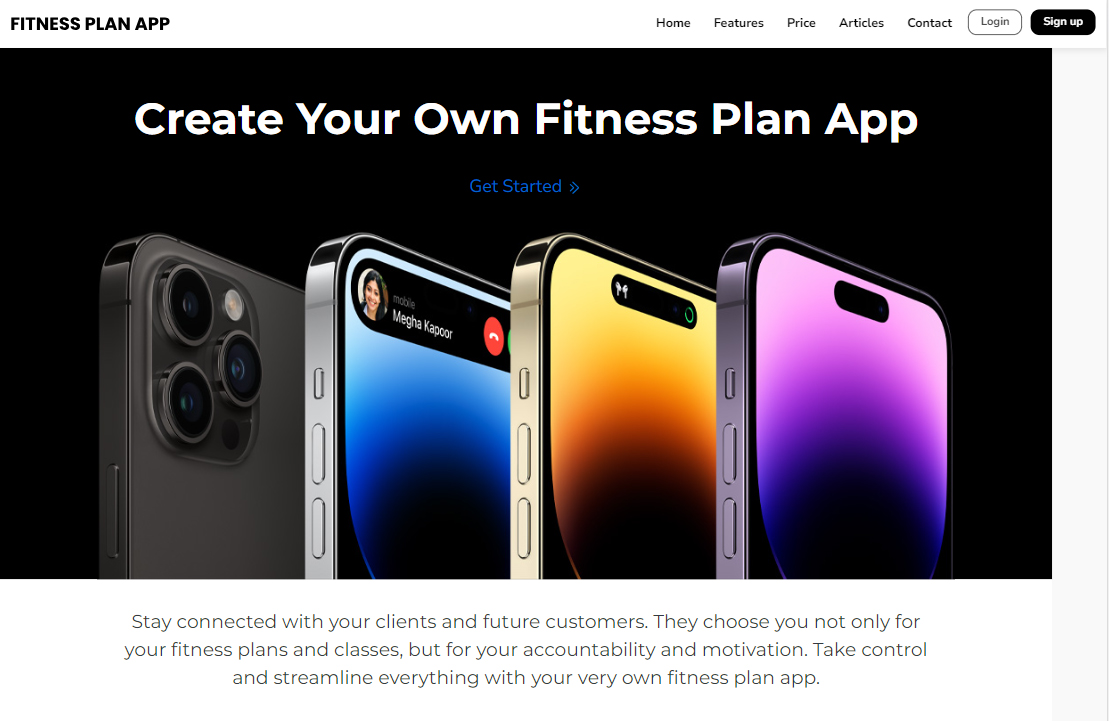 FITNESS PLAN APP
Home Features Price Articles Contact Login Sign up
Create Your Own Fitness Plan App
Get Started
mobile
Megha Kapoor
Stay connected with your clients and future customers. They choose you not only for
your fitness plans and classes, but for your accountability and motivation. Take control
and streamline everything with your very own fitness plan app.